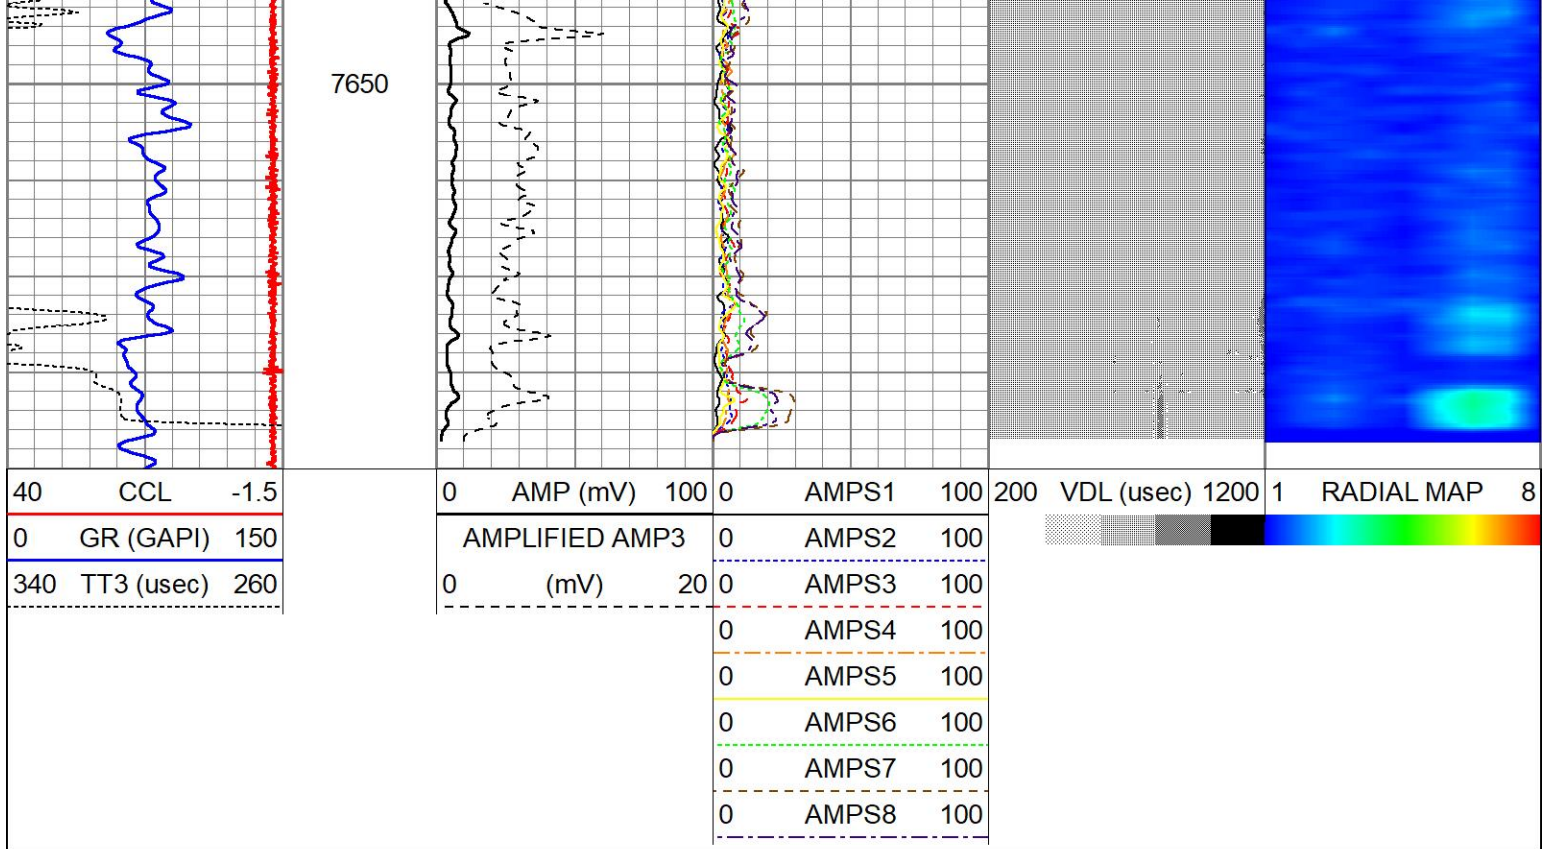 7650
40 CCL -1.5
0 AMP (mV) 100
0 AMPS1 100
200 VDL (usec) 1200
1 RADIAL MAP 8
0 GR (GAPI) 150
AMPLIFIED AMP3
0 AMPS2 100
340 TT3 (usec) 260
0 (mV) 20
0 AMPS3 100
0 AMPS4 100
0 AMPS5 100
0 AMPS6 100
0 AMPS7 100
0 AMPS8 100